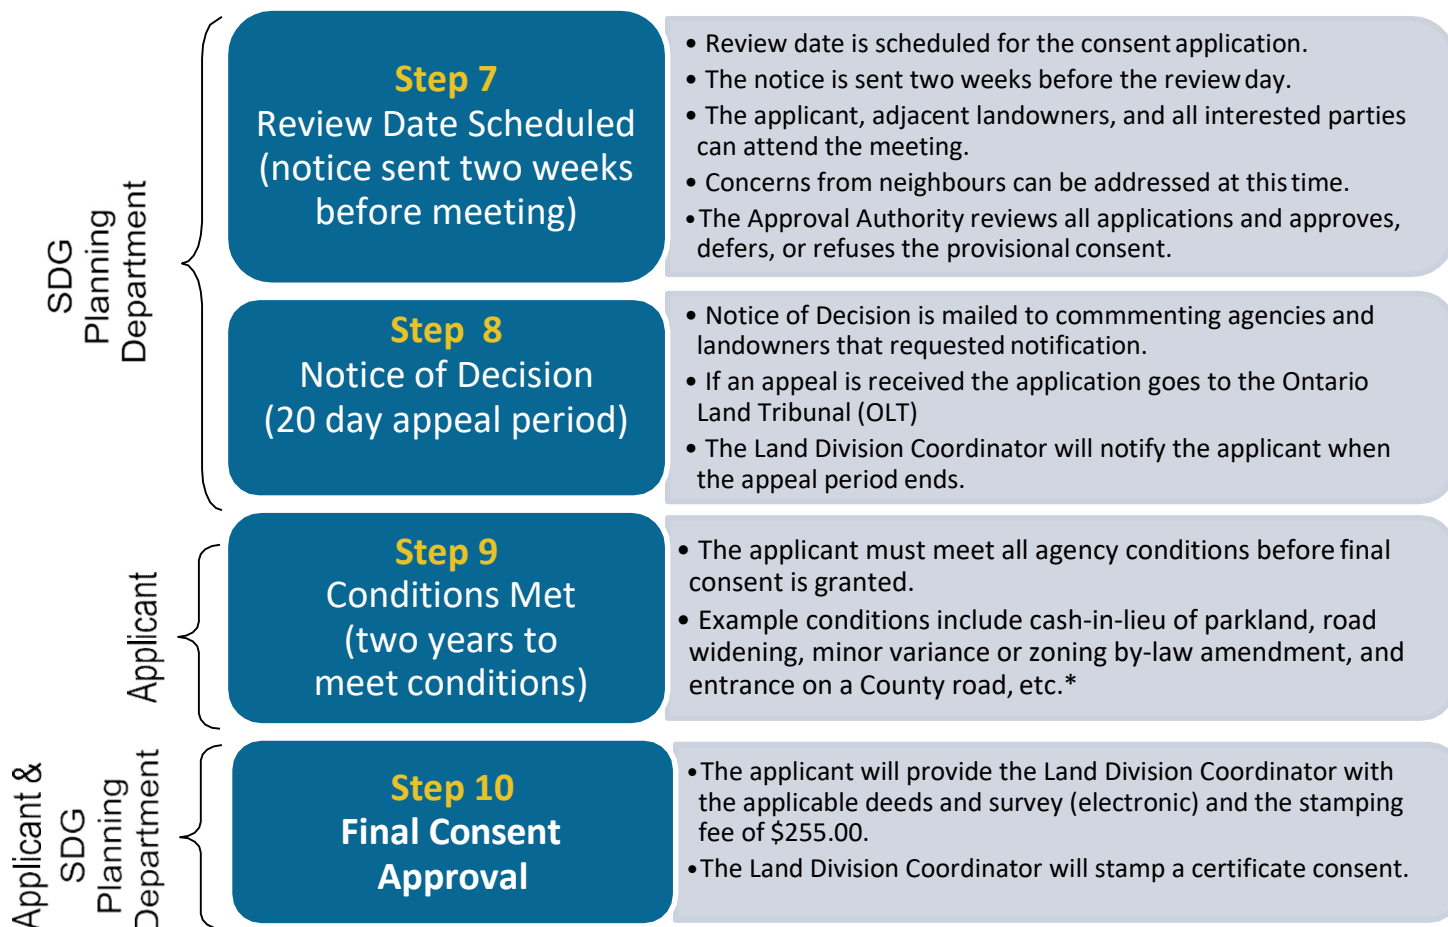 SDG
Planning
Department
Step 7
Review Date Scheduled
(notice sent two weeks
before meeting)
• Review date is scheduled for the consent application.
• The notice is sent two weeks before the review day.
• The applicant, adjacent landowners, and all interested parties
can attend the meeting.
• Concerns from neighbours can be addressed at this time.
•The Approval Authority reviews all applications and approves,
defers, or refuses the provisional consent.
Step 8
Notice of Decision
(20 day appeal period)
• Notice of Decision is mailed to commmenting agencies and
landowners that requested notification.
• If an appeal is received the application goes to the Ontario
Land Tribunal (OLT)
• The Land Division Coordinator will notify the applicant when
the appeal period ends.
Applicant
Step 9
Conditions Met
(two years to
meet conditions)
• The applicant must meet all agency conditions before final
consent is granted.
• Example conditions include cash-in-lieu of parkland, road
widening, minor variance or zoning by-law amendment, and
entrance on a County road, etc.*
Applicant &
SDG
Planning
Department
Step 10
Final Consent
Approval
•The applicant will provide the Land Division Coordinator with
the applicable deeds and survey (electronic) and the stamping
fee of $255.00.
•The Land Division Coordinator will stamp a certificate consent.